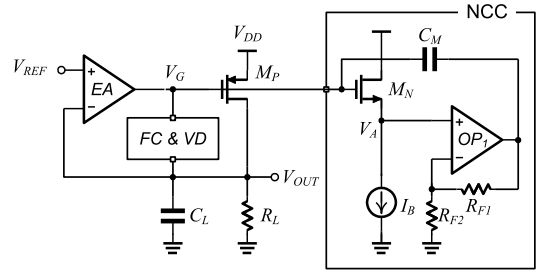 NCC
V_DD
C_M
V_REF
+
EA
−
V_G
M_P
M_N
FC & VD
V_A
+
OP_1
−
V_OUT
C_L
R_L
I_B
R_F2
R_F1